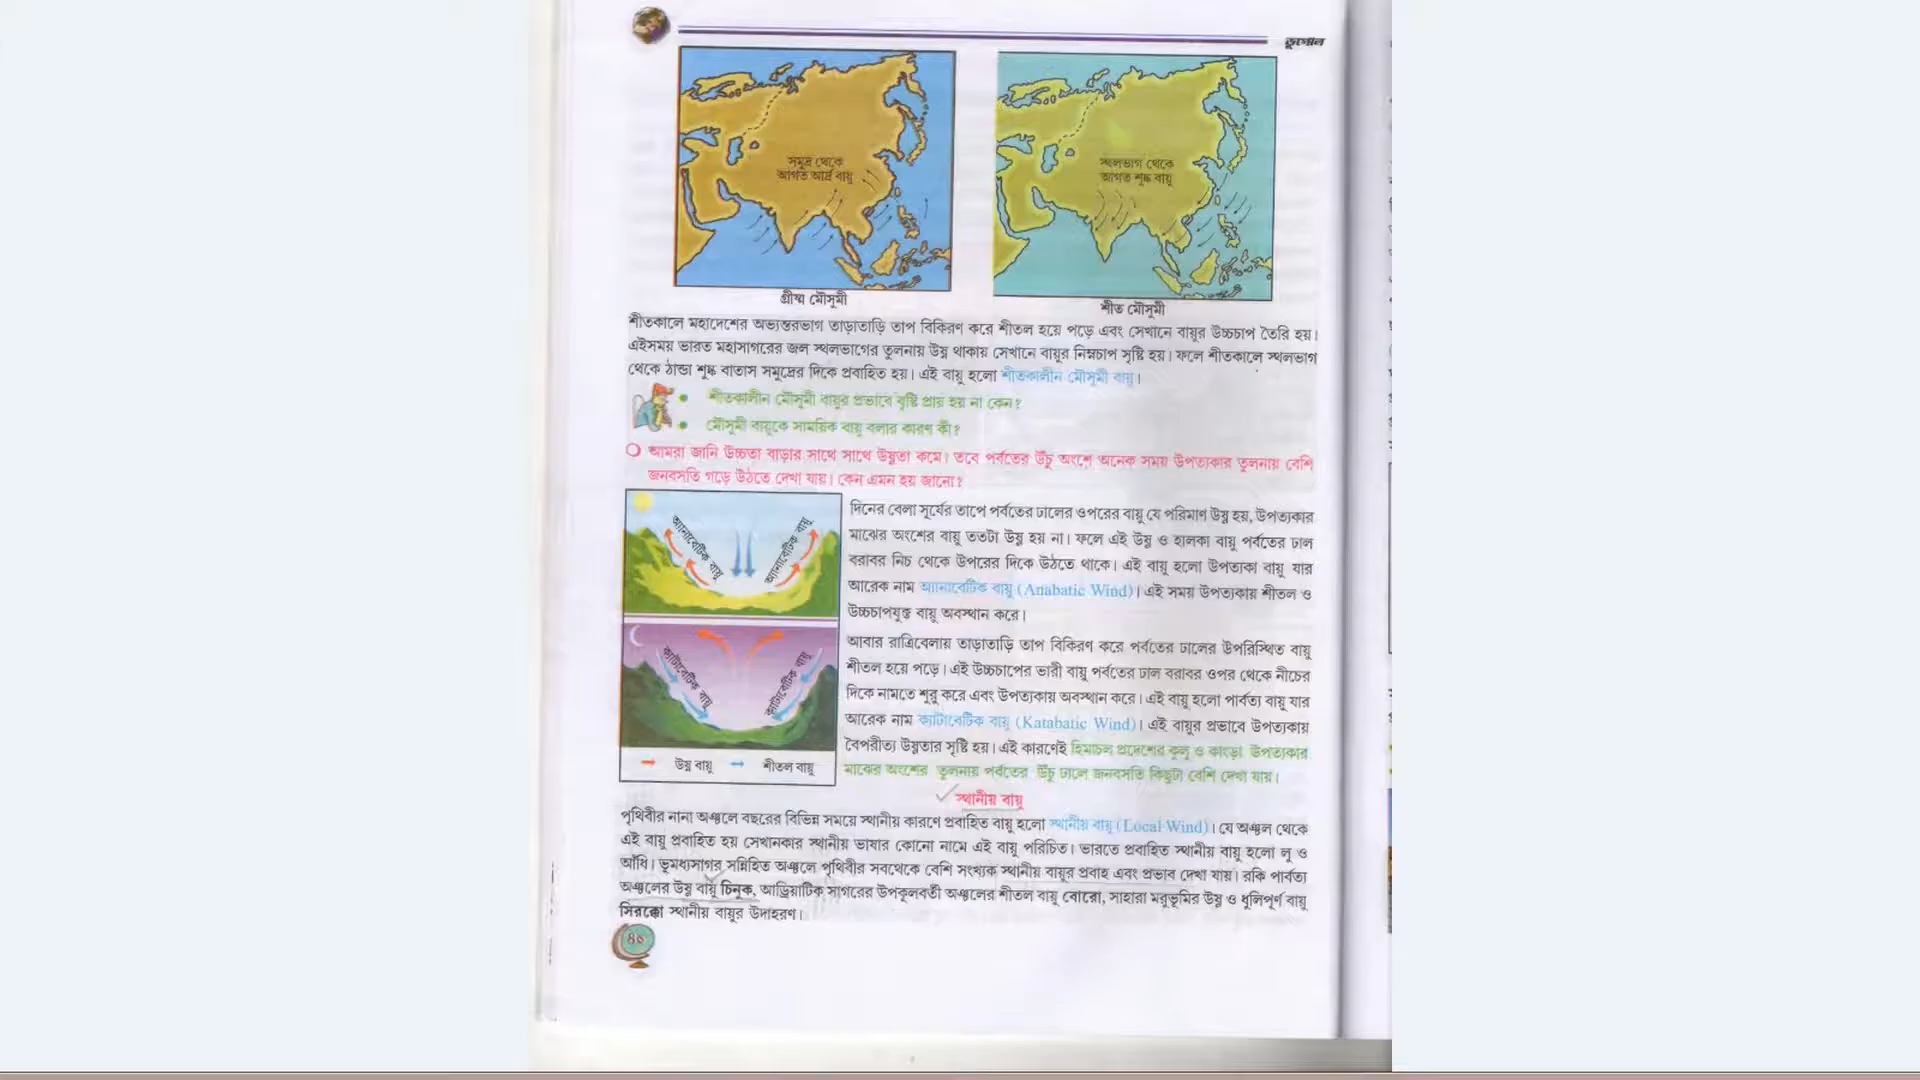 ভূগোল
সমুদ্র থেকে
আগত আর্দ্র বায়ু
স্থলভাগ থেকে
আগত শুষ্ক বায়ু
গ্রীষ্ম মৌসুমী
শীত মৌসুমী
শীতকালে মহাদেশের অভ্যন্তরভাগ তাড়াতাড়ি তাপ বিকিরণ করে শীতল হয়ে পড়ে এবং সেখানে বায়ুর উচ্চচাপ তৈরি হয়।
এইসময় ভারত মহাসাগরের জল স্থলভাগের তুলনায় উষ্ণ থাকায় সেখানে বায়ুর নিম্নচাপ সৃষ্টি হয়। ফলে শীতকালে স্থলভাগ
থেকে ঠান্ডা শুষ্ক বাতাস সমুদ্রের দিকে প্রবাহিত হয়। এই বায়ু হলো শীতকালীন মৌসুমী বায়ু।
• শীতকালীন মৌসুমী বায়ুর প্রভাবে বৃষ্টি প্রায় হয় না কেন?
• মৌসুমী বায়ুকে সাময়িক বায়ু বলার কারণ কী?
❍ আমরা জানি উচ্চতা বাড়ার সাথে সাথে উষ্ণতা কমে। তবে পর্বতের উঁচু অংশে অনেক সময় উপত্যকার তুলনায় বেশি
জনবসতি গড়ে উঠতে দেখা যায়। কেন এমন হয় জানো?
অ্যানাবেটিক বায়ু
অ্যানাবেটিক বায়ু
ক্যাটাবেটিক বায়ু
ক্যাটাবেটিক বায়ু
উষ্ণ বায়ু শীতল বায়ু
দিনের বেলা সূর্যের তাপে পর্বতের ঢালের ওপরের বায়ু যে পরিমাণ উষ্ণ হয়, উপত্যকার
মাঝের অংশের বায়ু ততটা উষ্ণ হয় না। ফলে এই উষ্ণ ও হালকা বায়ু পর্বতের ঢাল
বরাবর নিচ থেকে উপরের দিকে উঠতে থাকে। এই বায়ু হলো উপত্যকা বায়ু যার
আরেক নাম অ্যানাবেটিক বায়ু (Anabatic Wind)। এই সময় উপত্যকায় শীতল ও
উচ্চচাপযুক্ত বায়ু অবস্থান করে।
আবার রাত্রিবেলায় তাড়াতাড়ি তাপ বিকিরণ করে পর্বতের ঢালের উপরিস্থিত বায়ু
শীতল হয়ে পড়ে। এই উচ্চচাপের ভারী বায়ু পর্বতের ঢাল বরাবর ওপর থেকে নীচের
দিকে নামতে শুরু করে এবং উপত্যকায় অবস্থান করে। এই বায়ু হলো পার্বত্য বায়ু যার
আরেক নাম ক্যাটাবেটিক বায়ু (Katabatic Wind)। এই বায়ুর প্রভাবে উপত্যকায়
বৈপরীত্য উষ্ণতার সৃষ্টি হয়। এই কারণেই হিমাচল প্রদেশের কুলু ও কাংড়া উপত্যকার
মাঝের অংশের তুলনায় পর্বতের উঁচু ঢালে জনবসতি কিছুটা বেশি দেখা যায়।
স্থানীয় বায়ু
পৃথিবীর নানা অঞ্চলে বছরের বিভিন্ন সময়ে স্থানীয় কারণে প্রবাহিত বায়ু হলো স্থানীয় বায়ু (Local Wind)। যে অঞ্চল থেকে
এই বায়ু প্রবাহিত হয় সেখানকার স্থানীয় ভাষার কোনো নামে এই বায়ু পরিচিত। ভারতে প্রবাহিত স্থানীয় বায়ু হলো লু ও
আঁধি। ভূমধ্যসাগর সন্নিহিত অঞ্চলে পৃথিবীর সবথেকে বেশি সংখ্যক স্থানীয় বায়ুর প্রবাহ এবং প্রভাব দেখা যায়। রকি পার্বত্য
অঞ্চলের উষ্ণ বায়ু চিনুক, আড্রিয়াটিক সাগরের উপকূলবর্তী অঞ্চলের শীতল বায়ু বোরো, সাহারা মরুভূমির উষ্ণ ও ধূলিপূর্ণ বায়ু
সিরক্কো স্থানীয় বায়ুর উদাহরণ।
৪০